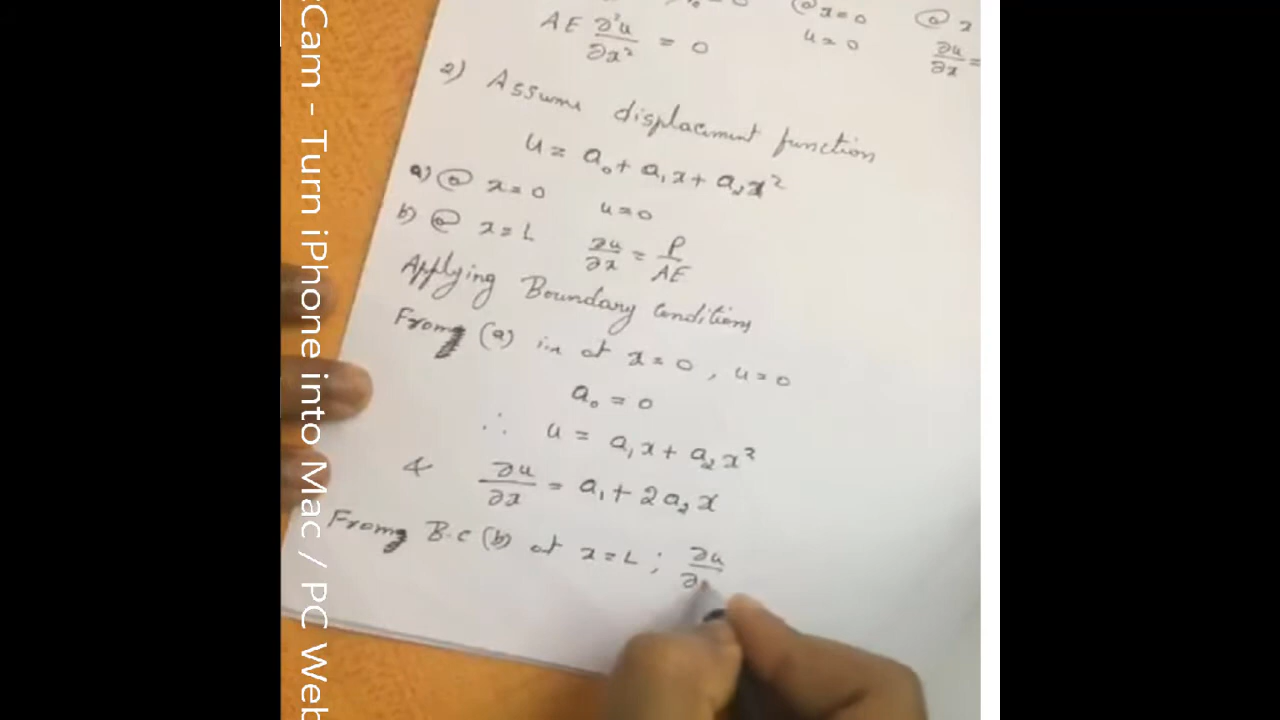 @ x=0 @ x
AE ∂²u/∂x² = 0 u=0 ∂u/∂x =
2) Assume displacement function
u = a₀ + a₁x + a₂x²
a) @ x=0 u=0
b) @ x=L ∂u/∂x = P/AE
Applying Boundary Conditions
From (a) i.e at x=0, u=0
a₀ = 0
∴ u = a₁x + a₂x²
& ∂u/∂x = a₁ + 2a₂x
From B.C (b) at x=L; ∂u/∂
cCam - Turn iPhone into Mac / PC Web